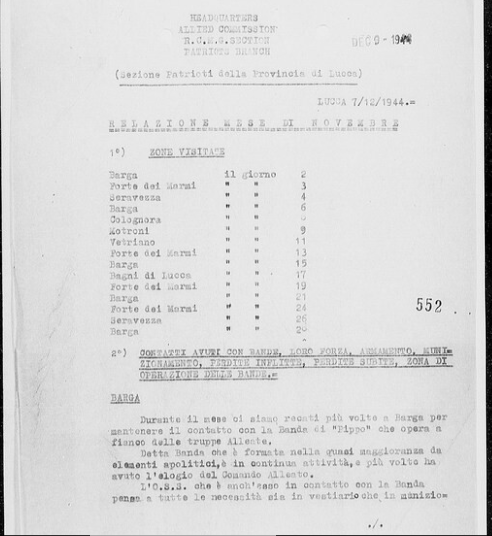 HEADQUARTERS
ALLIED COMMISSION
R.C.M.W. SECTION
PATRIOTS BRANCH
DEC 9 - 1944
(Sezione Patrioti della Provincia di Lucca)
LUCCA 7/12/1944.=
RELAZIONE MESE DI NOVEMBRE
1°) ZONE VISITATE
Barga il giorno 2
Forte dei Marmi " " 3
Seravezza " " 4
Barga " " 6
Colognora " "
Motroni " " 9
Vetriano " " 11
Forte dei Marmi " " 13
Barga " " 15
Bagni di Lucca " " 17
Forte dei Marmi " " 19
Barga " " 21
Forte dei Marmi " " 24
Seravezza " " 26
Barga " "
552
2°) CONTATTI AVUTI CON BANDE, LORO FORZA, ARMAMENTO, MUNI=
ZIONAMENTO, PERDITE INFLITTE, PERDITE SUBITE, ZONA DI
OPERAZIONE DELLE BANDE.=
BARGA
Durante il mese ci siamo recati più volte a Barga per
mantenere il contatto con la Banda di "Pippo" che opera a
fianco delle truppe Alleate.
Detta Banda che è formata nella quasi maggioranza da
elementi apolitici, è in continua attività, e più volte ha
avuto l'elogio del Comando Alleato.
L'O.S.S. che è anch'esso in contatto con la Banda
pensa a tutte le necessità sia in vestiario che in munizio=
./.